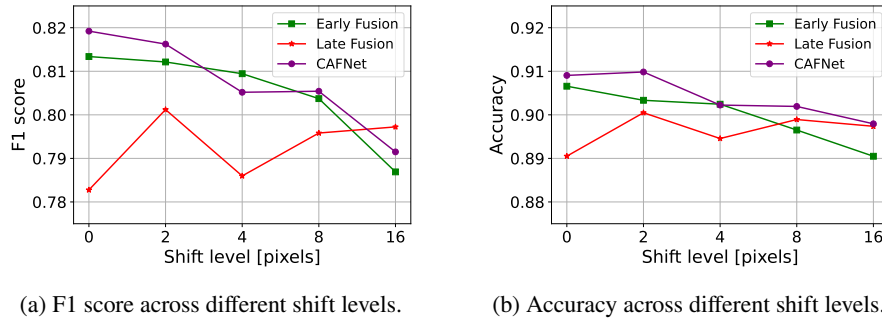 0.82
0.81
0.80
0.79
0.78
F1 score
0 2 4 8 16
Shift level [pixels]
Early Fusion
Late Fusion
CAFNet
(a) F1 score across different shift levels.
0.92
0.91
0.90
0.89
0.88
Accuracy
0 2 4 8 16
Shift level [pixels]
Early Fusion
Late Fusion
CAFNet
(b) Accuracy across different shift levels.